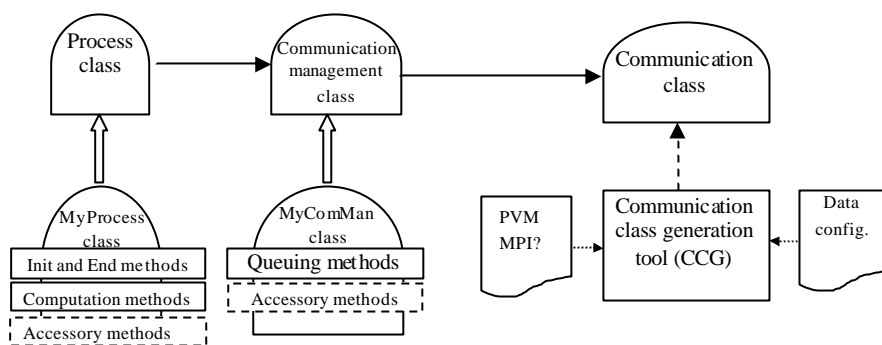 Process
class
Communication
management
class
Communication
class
MyProcess
class
Init and End methods
Computation methods
Accessory methods
MyComMan
class
Queuing methods
Accessory methods
PVM
MPI?
Communication
class generation
tool (CCG)
Data
config.